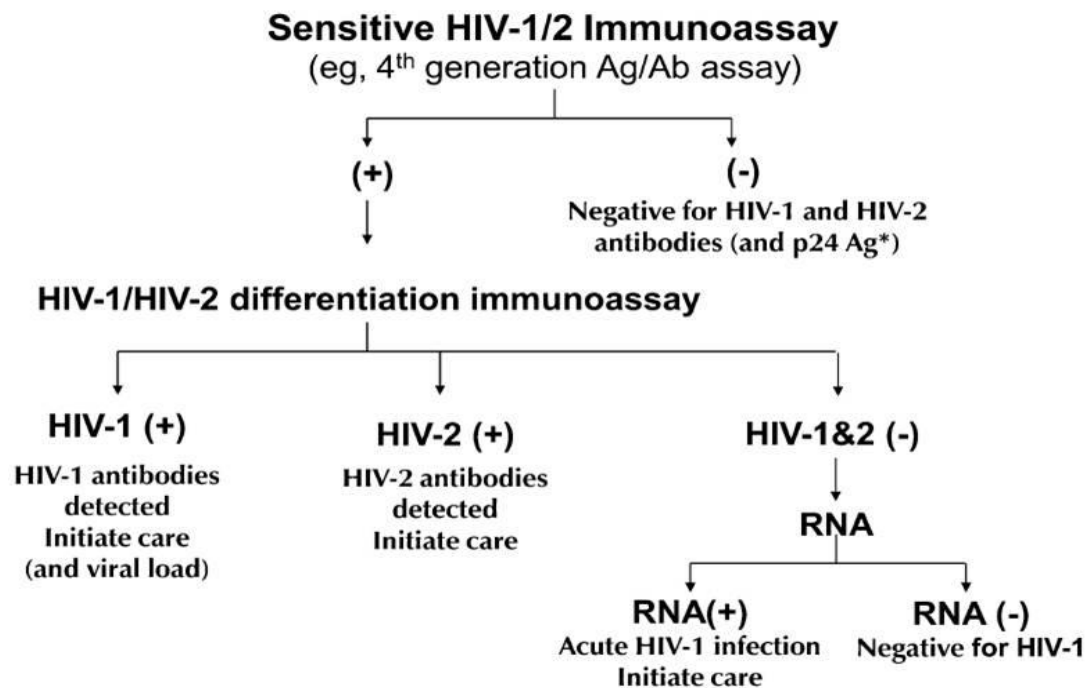 Sensitive HIV-1/2 Immunoassay
(eg, 4th generation Ag/Ab assay)
(+)
(-)
Negative for HIV-1 and HIV-2
antibodies (and p24 Ag*)
HIV-1/HIV-2 differentiation immunoassay
HIV-1 (+)
HIV-1 antibodies
detected
Initiate care
(and viral load)
HIV-2 (+)
HIV-2 antibodies
detected
Initiate care
HIV-1&2 (-)
RNA
RNA(+)
Acute HIV-1 infection
Initiate care
RNA (-)
Negative for HIV-1